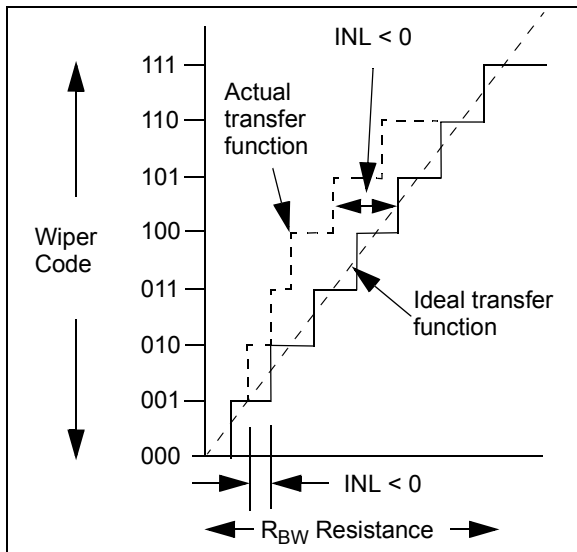 INL < 0
111
Actual
transfer
function
110
101
Wiper
Code
100
011
Ideal transfer
function
010
001
000
INL < 0
RBW Resistance